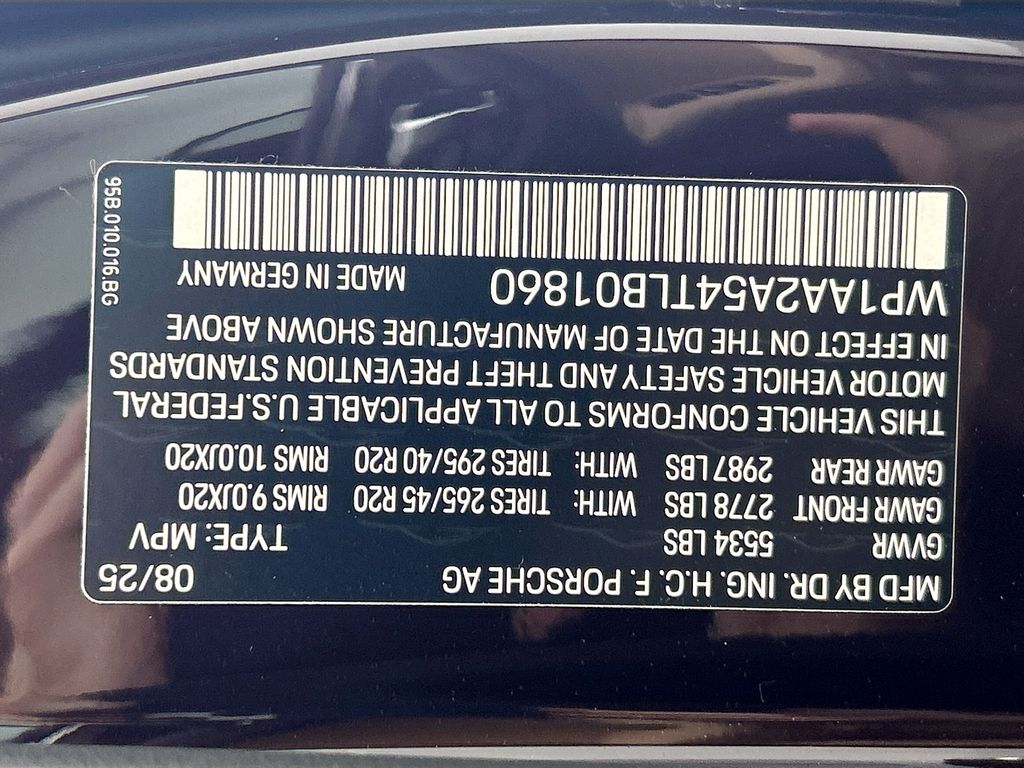 MFD BY DR. ING. H.C. F. PORSCHE AG 08/25
GVWR 5534 LBS TYPE: MPV
GAWR FRONT 2778 LBS WITH: TIRES 265/45 R20 RIMS 9.0JX20
GAWR REAR 2987 LBS WITH: TIRES 295/40 R20 RIMS 10.0JX20
THIS VEHICLE CONFORMS TO ALL APPLICABLE U.S.FEDERAL
MOTOR VEHICLE SAFETY AND THEFT PREVENTION STANDARDS
IN EFFECT ON THE DATE OF MANUFACTURE SHOWN ABOVE
WP1AA2A54TLB01860 MADE IN GERMANY
95B.010.016.BG